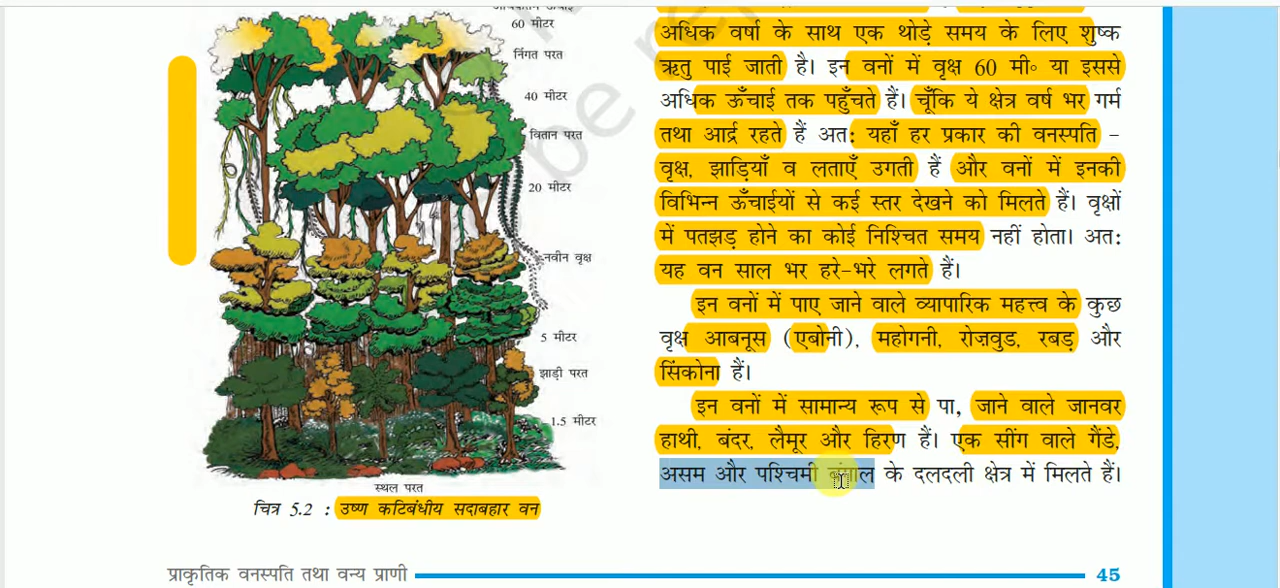 60 मीटर
र्निगत परत
40 मीटर
वितान परत
20 मीटर
नवीन वृक्ष
5 मीटर
झाड़ी परत
1.5 मीटर
स्थल परत
चित्र 5.2 : उष्ण कटिबंधीय सदाबहार वन
अधिक वर्षा के साथ एक थोड़े समय के लिए शुष्क
ऋतु पाई जाती है। इन वनों में वृक्ष 60 मी॰ या इससे
अधिक ऊँचाई तक पहुँचते हैं। चूँकि ये क्षेत्र वर्ष भर गर्म
तथा आर्द्र रहते हैं अत: यहाँ हर प्रकार की वनस्पति –
वृक्ष, झाड़ियाँ व लताएँ उगती हैं और वनों में इनकी
विभिन्न ऊँचाईयों से कई स्तर देखने को मिलते हैं। वृक्षों
में पतझड़ होने का कोई निश्चित समय नहीं होता। अत:
यह वन साल भर हरे-भरे लगते हैं।
इन वनों में पाए जाने वाले व्यापारिक महत्त्व के कुछ
वृक्ष आबनूस (एबोनी), महोगनी, रोज़वुड, रबड़ और
सिंकोना हैं।
इन वनों में सामान्य रूप से पा, जाने वाले जानवर
हाथी, बंदर, लैमूर और हिरण हैं। एक सींग वाले गैंडे,
असम और पश्चिमी बंगाल के दलदली क्षेत्र में मिलते हैं।
प्राकृतिक वनस्पति तथा वन्य प्राणी 45